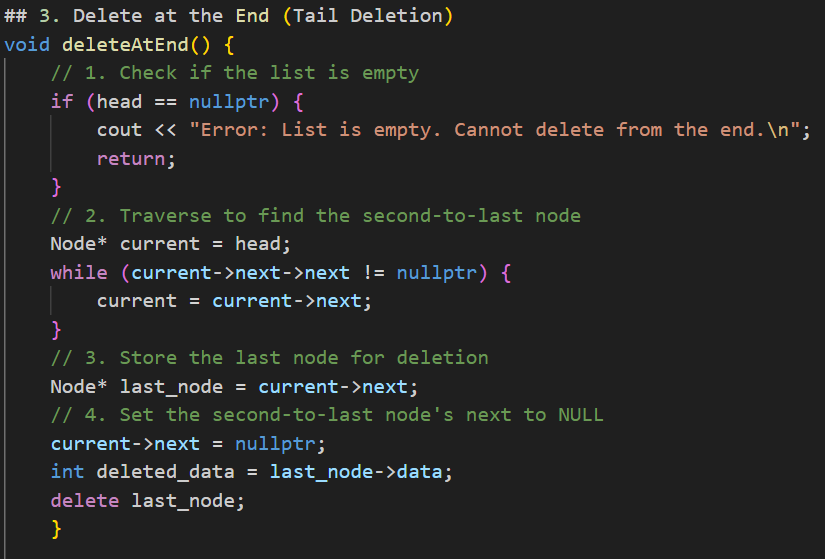 ## 3. Delete at the End (Tail Deletion)
void deleteAtEnd() {
    // 1. Check if the list is empty
    if (head == nullptr) {
        cout << "Error: List is empty. Cannot delete from the end.\n";
        return;
    }
    // 2. Traverse to find the second-to-last node
    Node* current = head;
    while (current->next->next != nullptr) {
        current = current->next;
    }
    // 3. Store the last node for deletion
    Node* last_node = current->next;
    // 4. Set the second-to-last node's next to NULL
    current->next = nullptr;
    int deleted_data = last_node->data;
    delete last_node;
    }